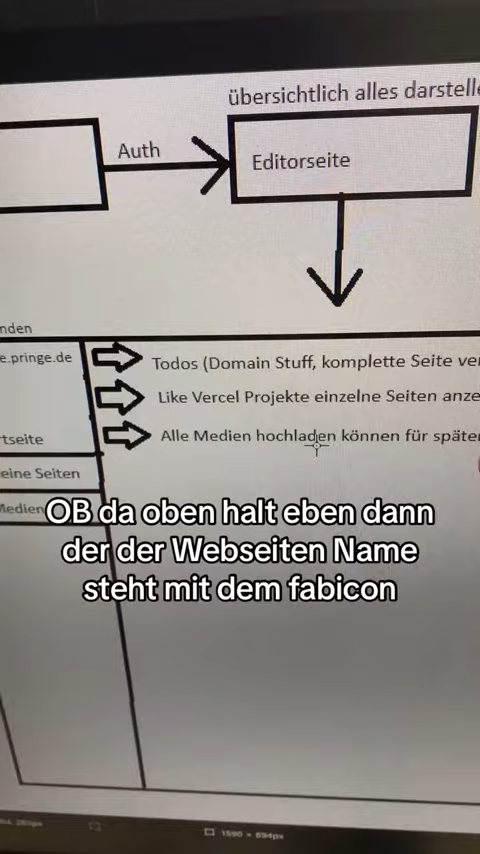 übersichtlich alles darstell
Auth
Editorseite
nden
e.pringe.de
Todos (Domain Stuff, komplette Seite ve
Like Vercel Projekte einzelne Seiten anze
rtseite
Alle Medien hochladen können für späte
eine Seiten
Medien
OB da oben halt eben dann
der der Webseiten Name
steht mit dem fabicon
1590 × 694px